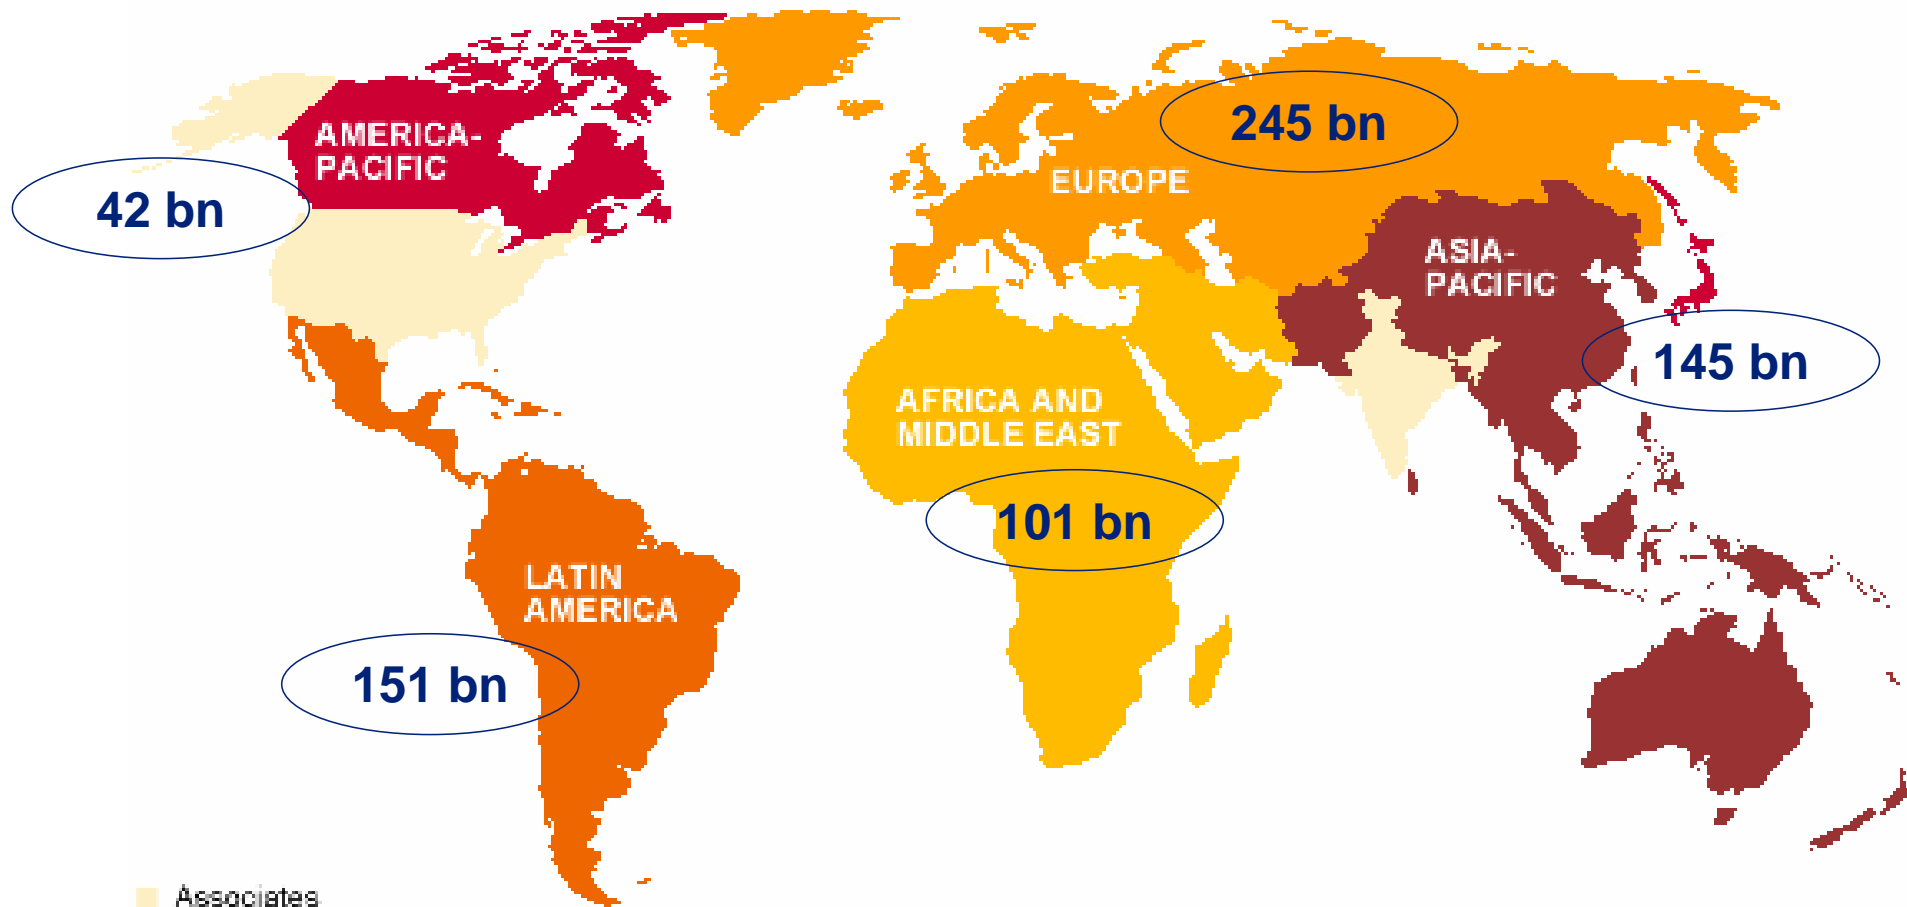 AMERICA-
PACIFIC
42 bn
245 bn
EUROPE
ASIA-
PACIFIC
145 bn
AFRICA AND
MIDDLE EAST
101 bn
LATIN
AMERICA
151 bn
Associates